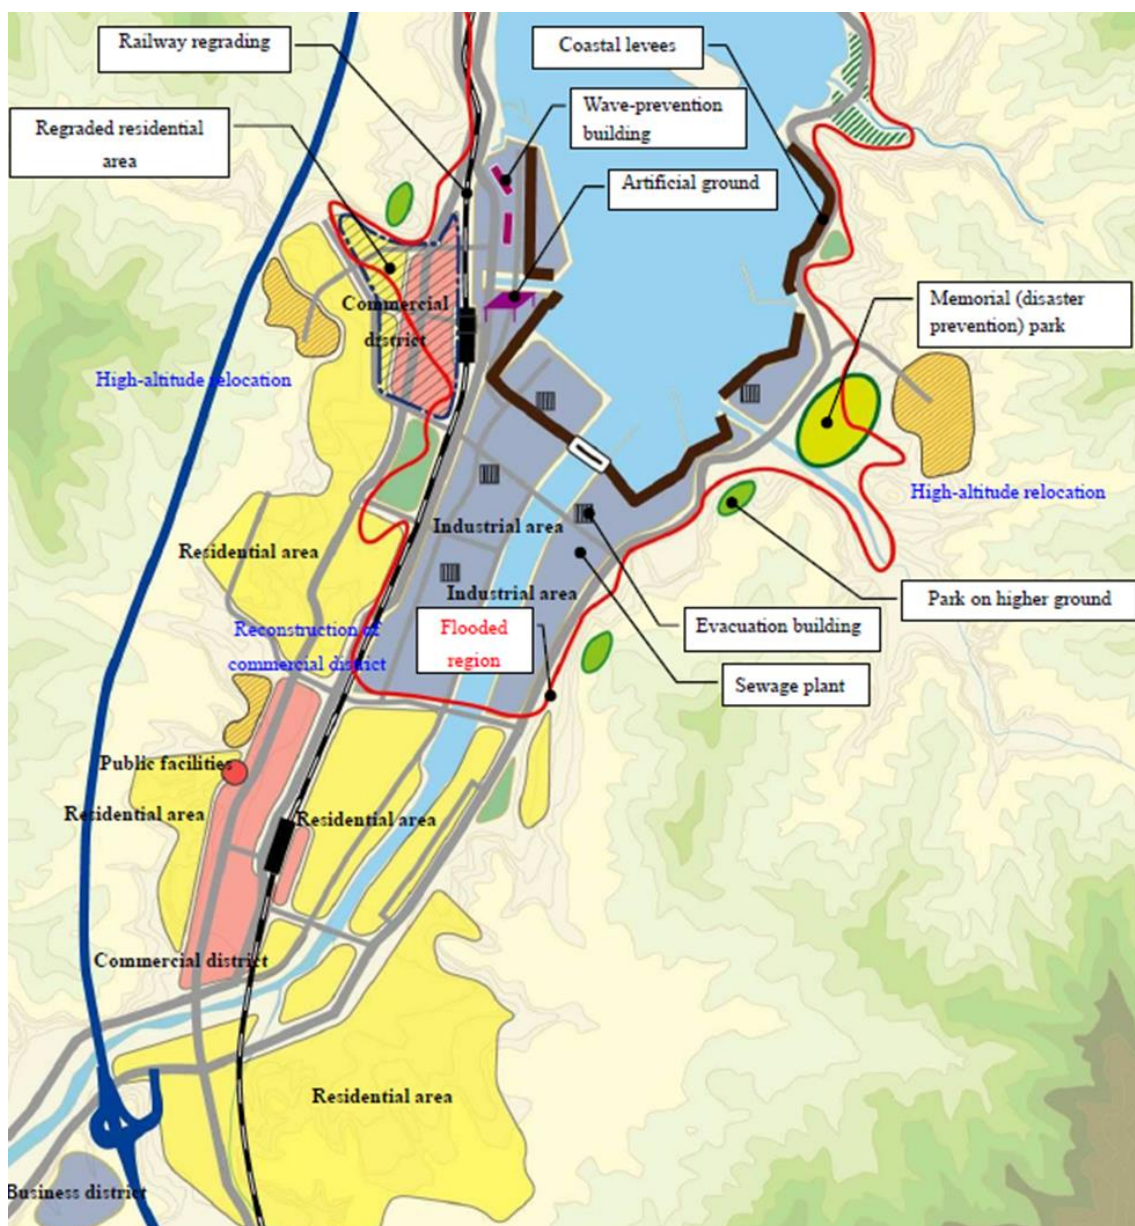 Railway regrading
Coastal levees
Wave-prevention
building
Regraded residential
area
Artificial ground
Commercial
district
Memorial (disaster
prevention) park
High-altitude relocation
High-altitude relocation
Industrial area
Residential area
Industrial area
Park on higher ground
Evacuation building
Flooded
region
Reconstruction of
commercial district
Sewage plant
Public facilities
Residential area
Residential area
Commercial district
Residential area
Business district